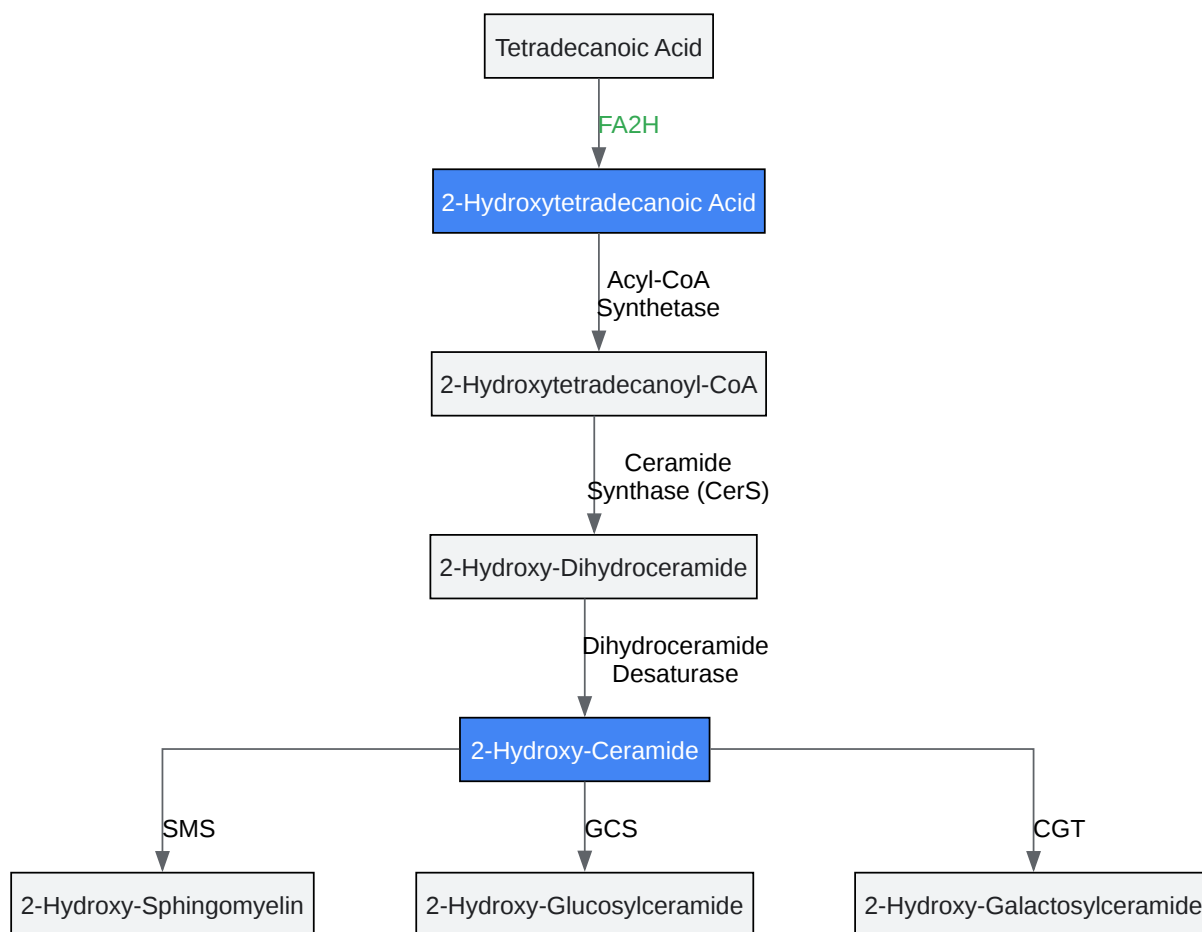 Tetradecanoic Acid
FA2H
2-Hydroxytetradecanoic Acid
Acyl-CoA
Synthetase
2-Hydroxytetradecanoyl-CoA
Ceramide
Synthase (CerS)
2-Hydroxy-Dihydroceramide
Dihydroceramide
Desaturase
2-Hydroxy-Ceramide
SMS
GCS
CGT
2-Hydroxy-Sphingomyelin
2-Hydroxy-Glucosylceramide
2-Hydroxy-Galactosylceramide